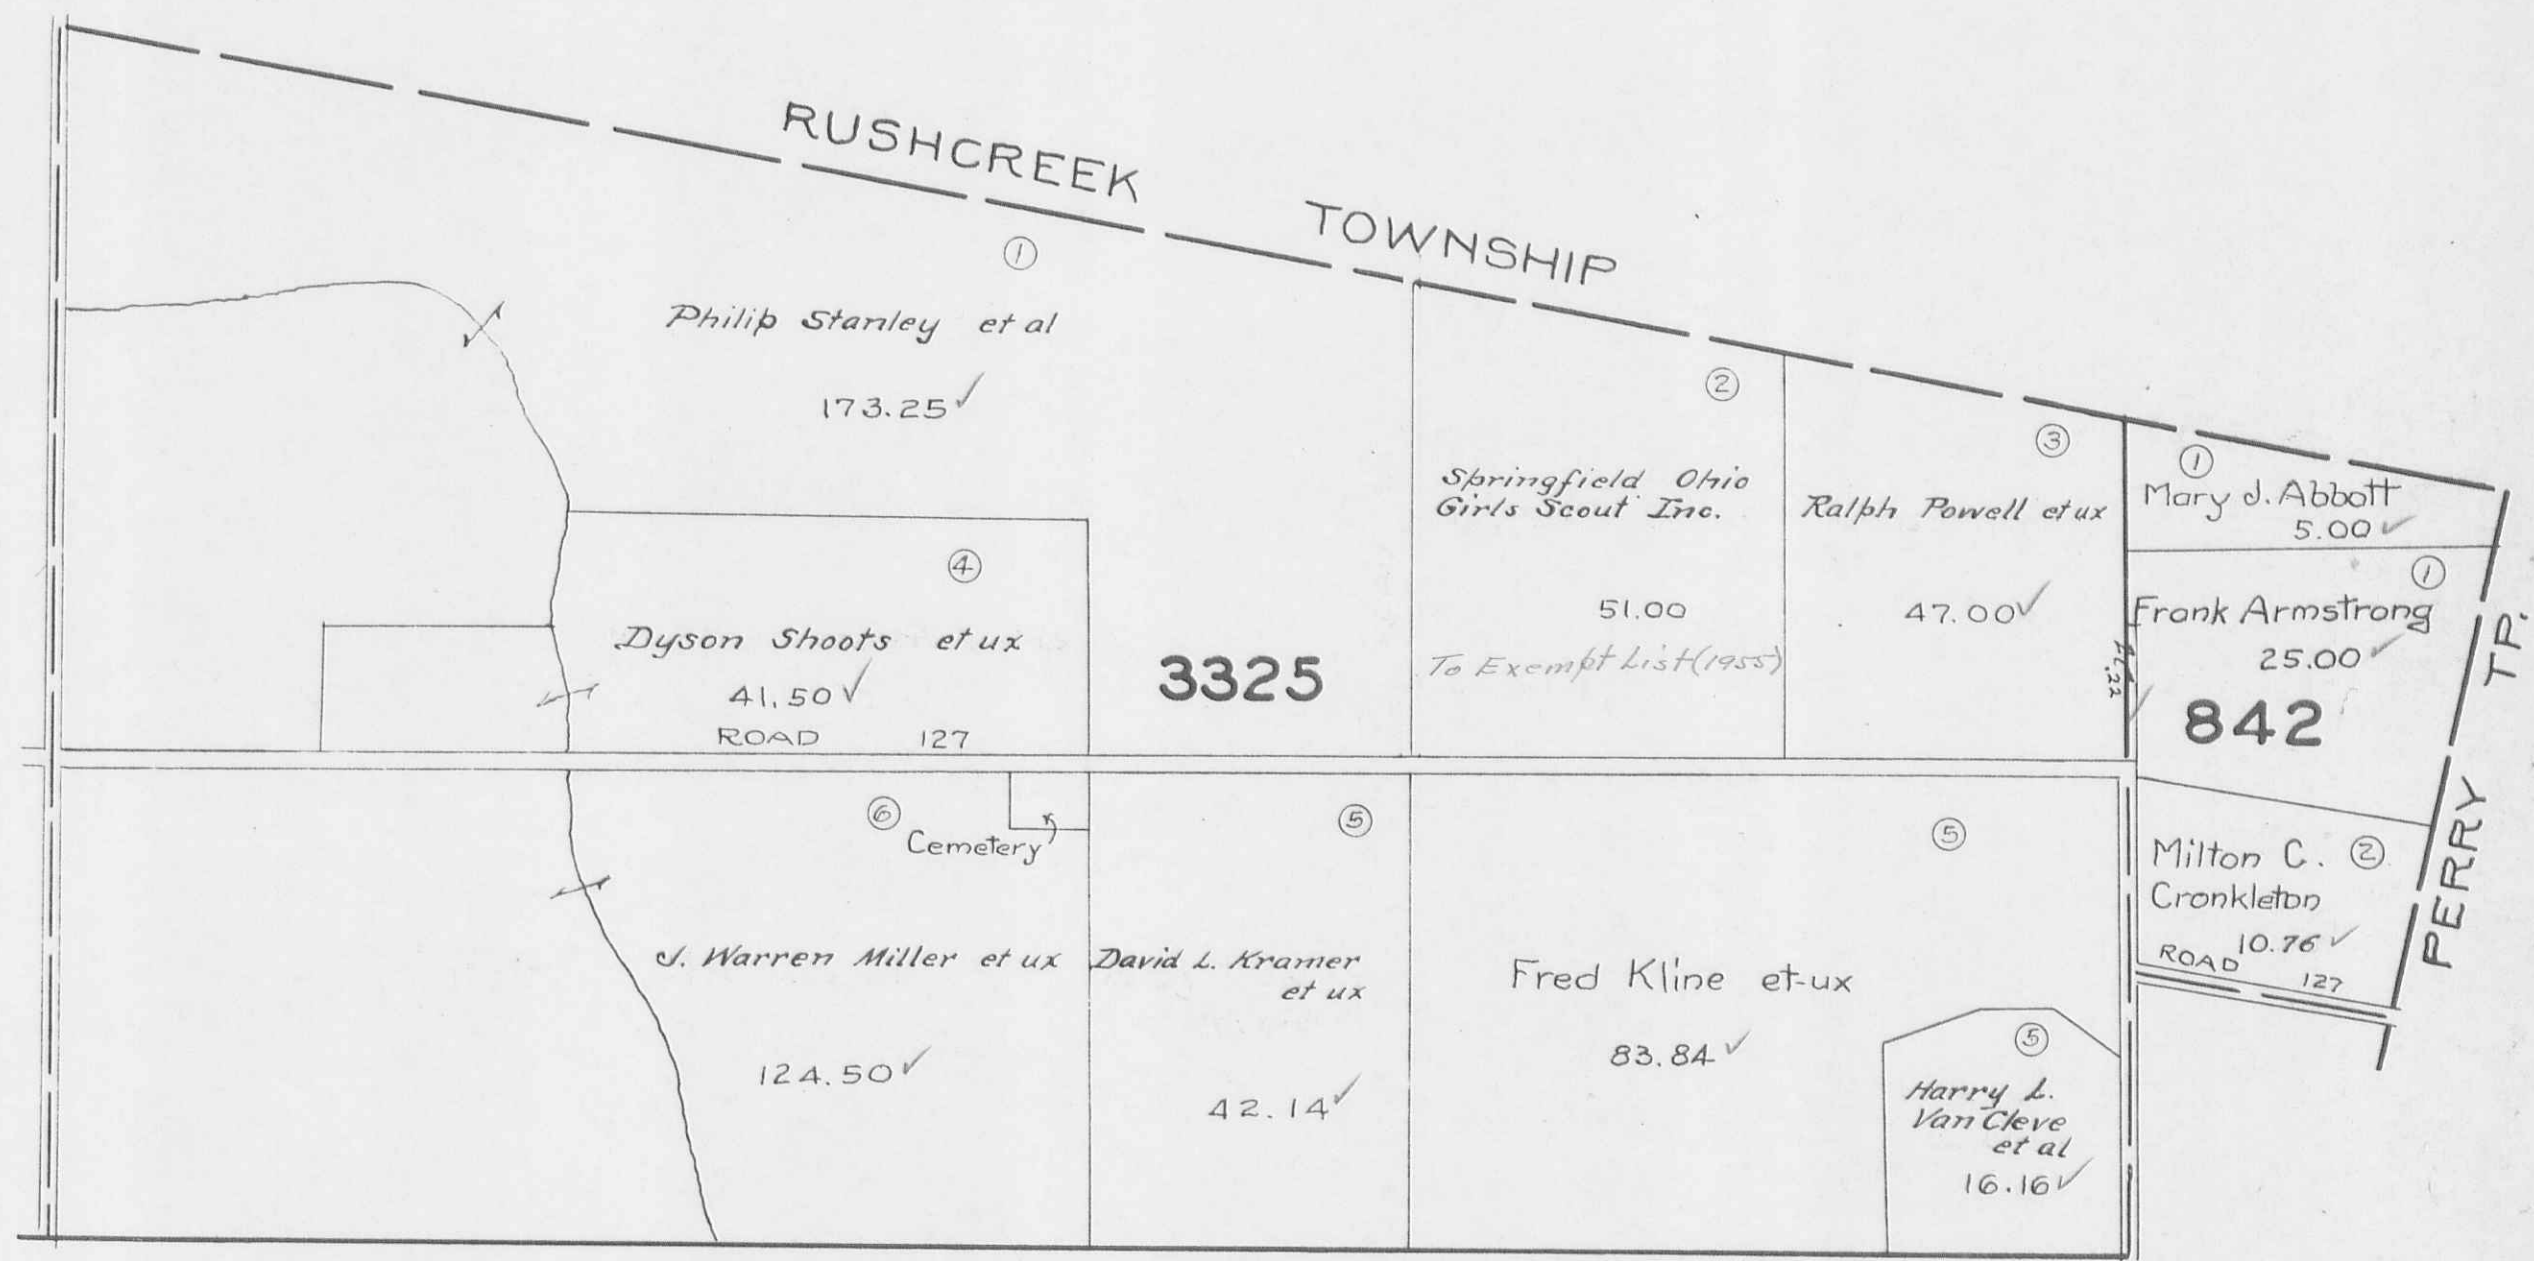 RUSHCREEK TOWNSHIP
①
Philip Stanley et al
173.25✓
②
Springfield Ohio
Girls Scout Inc.
51.00
To Exempt List (1955)
③
Ralph Powell et ux
47.00✓
①
Mary J. Abbott
5.00✓
①
Frank Armstrong
25.00✓
842
PERRY TP.
④
Dyson Shoots et ux
41.50✓
ROAD 127
3325
⑥
Cemetery
J. Warren Miller et ux
124.50✓
⑤
David L. Kramer
et ux
42.14✓
⑤
Fred Kline et-ux
83.84✓
⑤
Harry L.
Van Cleve
et al
16.16✓
Milton C. ②
Cronkleton
10.76✓
ROAD 127